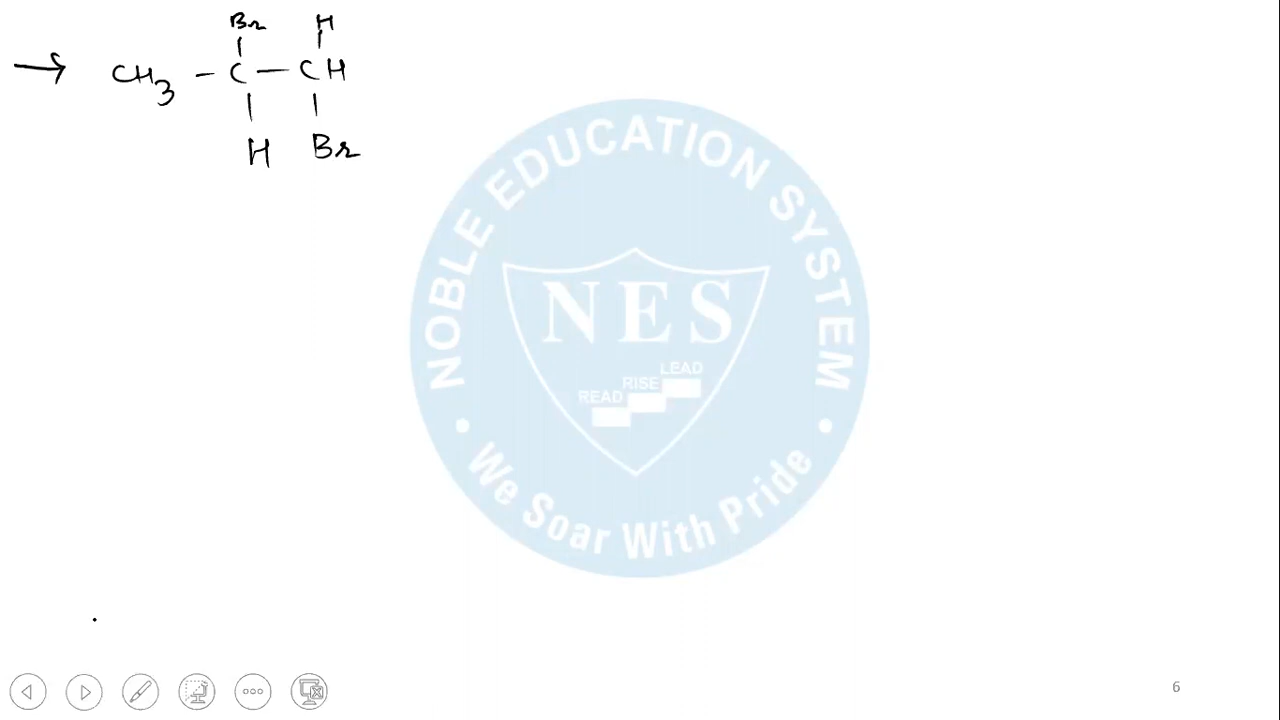 Br H
→ CH3 - C - CH
H Br
NOBLE EDUCATION SYSTEM
NES
LEAD
RISE
READ
• We Soar With Pride •
6